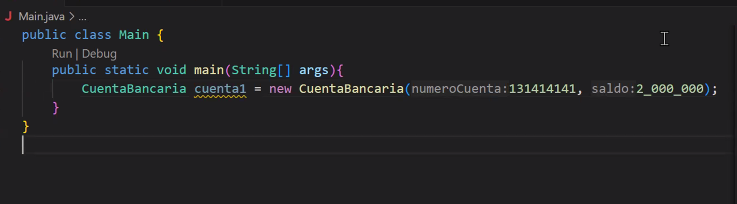 J Main.java > ...
public class Main {
Run | Debug
public static void main(String[] args){
CuentaBancaria cuenta1 = new CuentaBancaria(numeroCuenta:131414141, saldo:2_000_000);
}
}